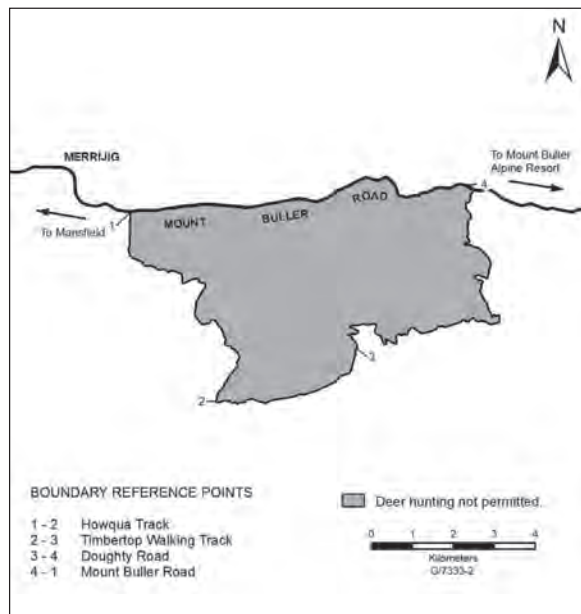 N
MERRIJIG
To Mount Buller
Alpine Resort
4
ROAD
1
MOUNT
BULLER
To Mansfield
3
2
BOUNDARY REFERENCE POINTS
1 - 2 Howqua Track
2 - 3 Timbertop Walking Track
3 - 4 Doughty Road
4 - 1 Mount Buller Road
Deer hunting not permitted.
0 1 2 3 4
Kilometers
G/7333-2